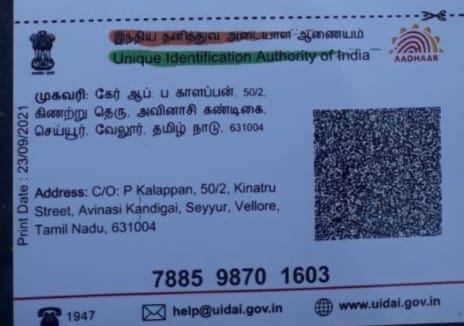 இந்திய தனித்துவ அடையாள ஆணையம்
Unique Identification Authority of India
AADHAAR
முகவரி: கேர் ஆப்: ப காளப்பன், 50/2,
கிணற்று தெரு, அவினாசி கண்டிகை,
செய்யூர், வேலூர், தமிழ் நாடு, 631004
Print Date : 23/09/2021
Address: C/O: P Kalappan, 50/2, Kinatru
Street, Avinasi Kandigai, Seyyur, Vellore,
Tamil Nadu, 631004
7885 9870 1603
1947
help@uidai.gov.in
www.uidai.gov.in